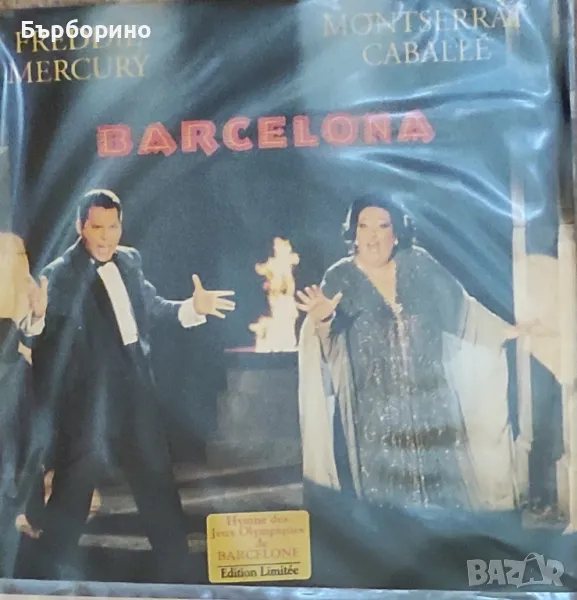 Бърборино
FREDDIE
MERCURY
MONTSERRAT
CABALLÉ
BARCELONA
Hymne des
Jeux Olympiques
de
BARCELONE
Edition Limitée
BAZAR